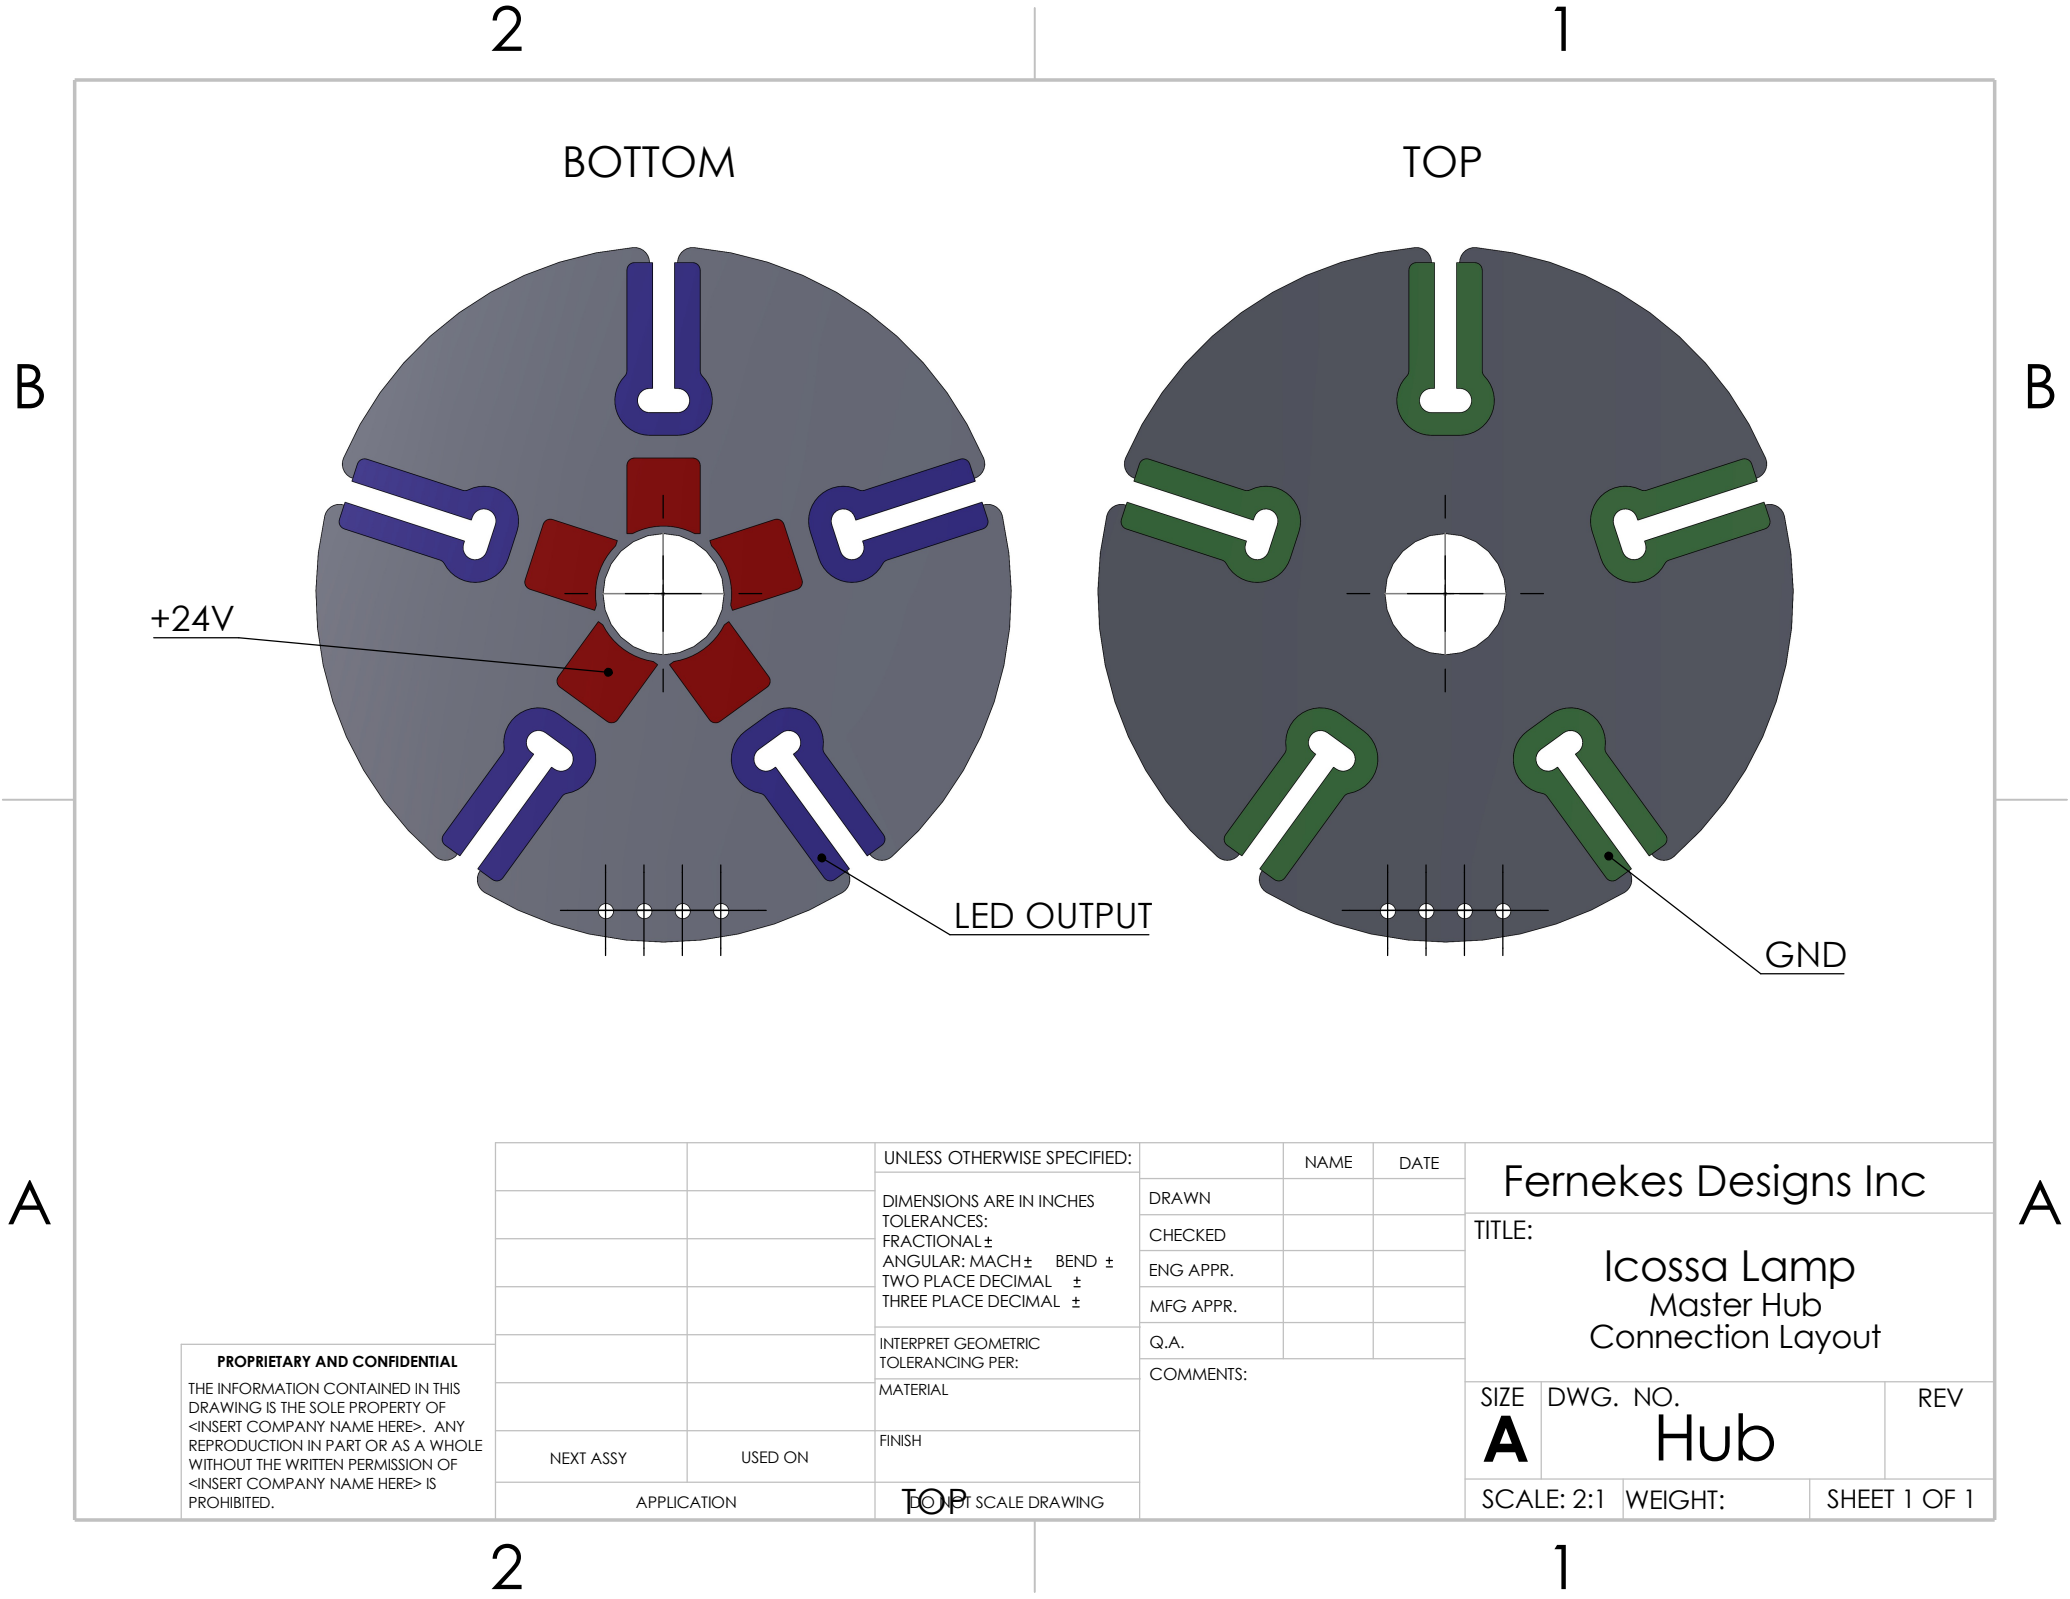 2 1
BOTTOM TOP
B B
+24V
LED OUTPUT
GND
A A
UNLESS OTHERWISE SPECIFIED:
DIMENSIONS ARE IN INCHES
TOLERANCES:
FRACTIONAL ±
ANGULAR: MACH ± BEND ±
TWO PLACE DECIMAL ±
THREE PLACE DECIMAL ±
INTERPRET GEOMETRIC
TOLERANCING PER:
MATERIAL
FINISH
DO NOT SCALE DRAWING
TOP
NAME DATE
DRAWN
CHECKED
ENG APPR.
MFG APPR.
Q.A.
COMMENTS:
Fernekes Designs Inc
TITLE:
Icossa Lamp
Master Hub
Connection Layout
SIZE DWG. NO. REV
A Hub
SCALE: 2:1 WEIGHT: SHEET 1 OF 1
PROPRIETARY AND CONFIDENTIAL
THE INFORMATION CONTAINED IN THIS
DRAWING IS THE SOLE PROPERTY OF
<INSERT COMPANY NAME HERE>. ANY
REPRODUCTION IN PART OR AS A WHOLE
WITHOUT THE WRITTEN PERMISSION OF
<INSERT COMPANY NAME HERE> IS
PROHIBITED.
NEXT ASSY USED ON
APPLICATION
2 1